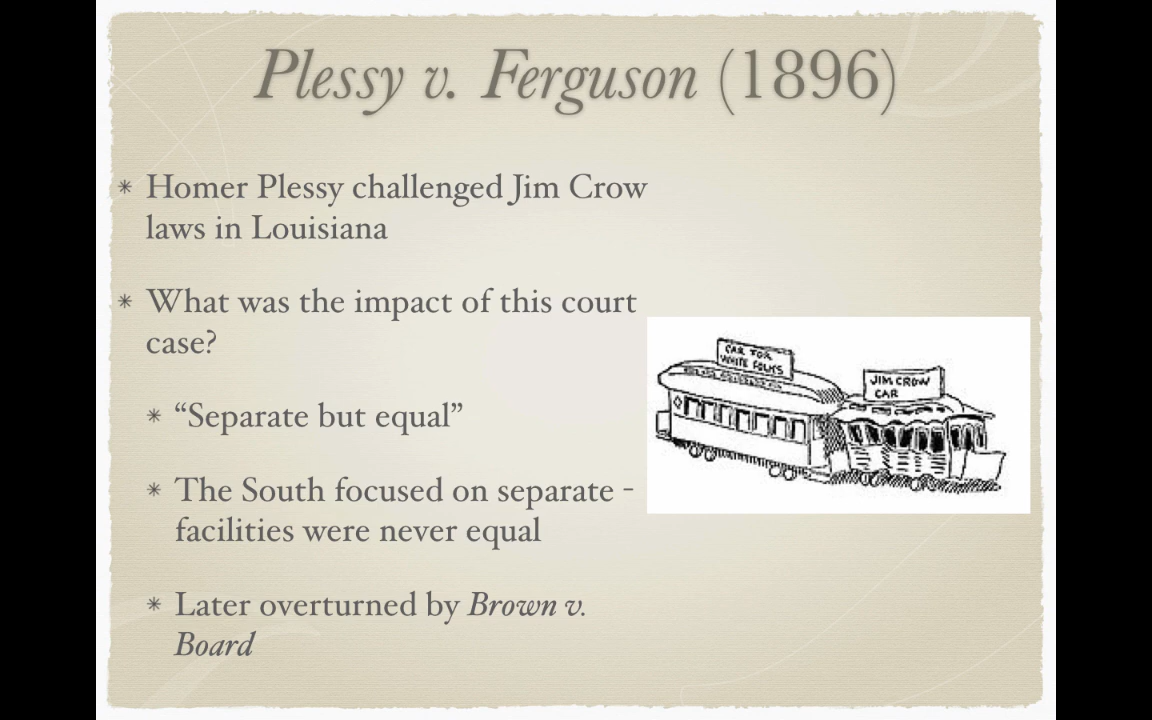 Plessy v. Ferguson (1896)
Homer Plessy challenged Jim Crow
laws in Louisiana
What was the impact of this court
case?
“Separate but equal”
The South focused on separate -
facilities were never equal
Later overturned by Brown v.
Board
CAR FOR
WHITE FOLKS
JIM CROW
CAR